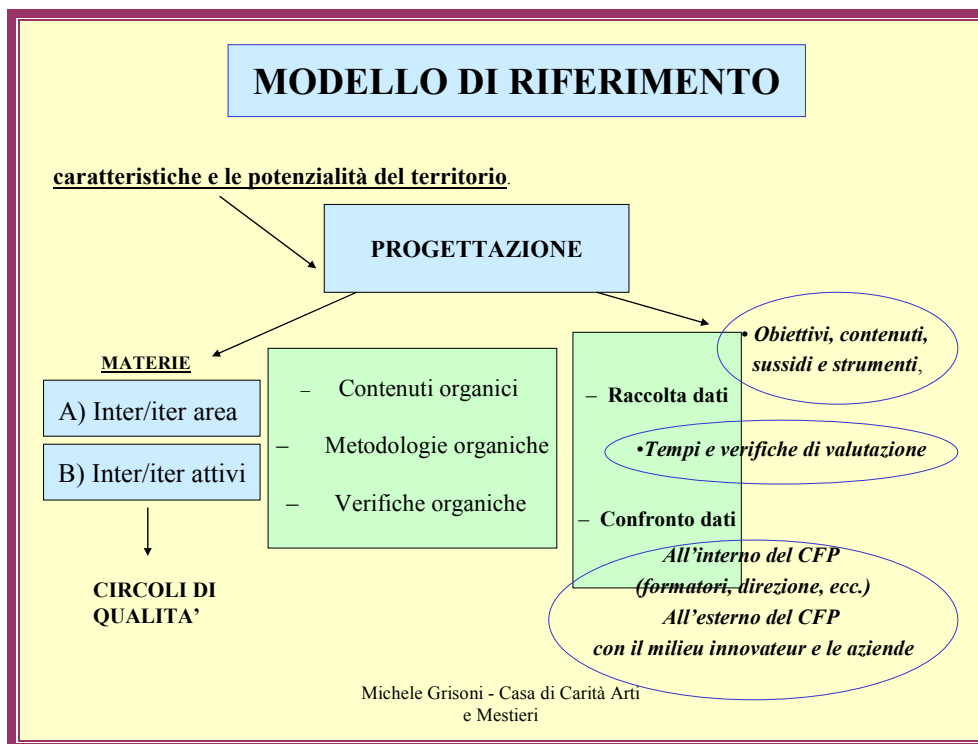 MODELLO DI RIFERIMENTO
caratteristiche e le potenzialità del territorio.
PROGETTAZIONE
MATERIE
A) Inter/iter area
B) Inter/iter attivi
CIRCOLI DI
QUALITA’
– Contenuti organici
– Metodologie organiche
– Verifiche organiche
– Raccolta dati
– Confronto dati
• Obiettivi, contenuti,
sussidi e strumenti,
•Tempi e verifiche di valutazione
All'interno del CFP
(formatori, direzione, ecc.)
All'esterno del CFP
con il milieu innovateur e le aziende
Michele Grisoni - Casa di Carità Arti
e Mestieri